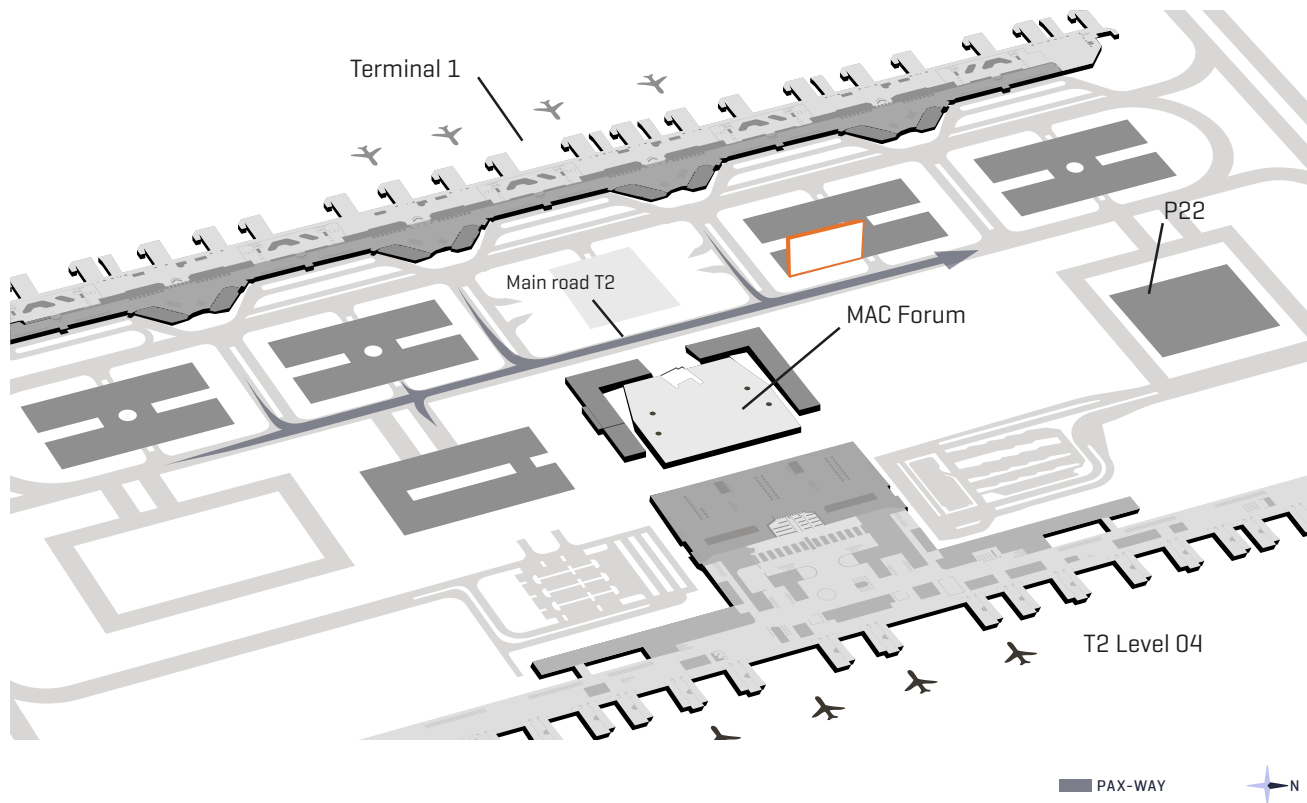 Terminal 1
P22
Main road T2
MAC Forum
T2 Level 04
PAX-WAY
N